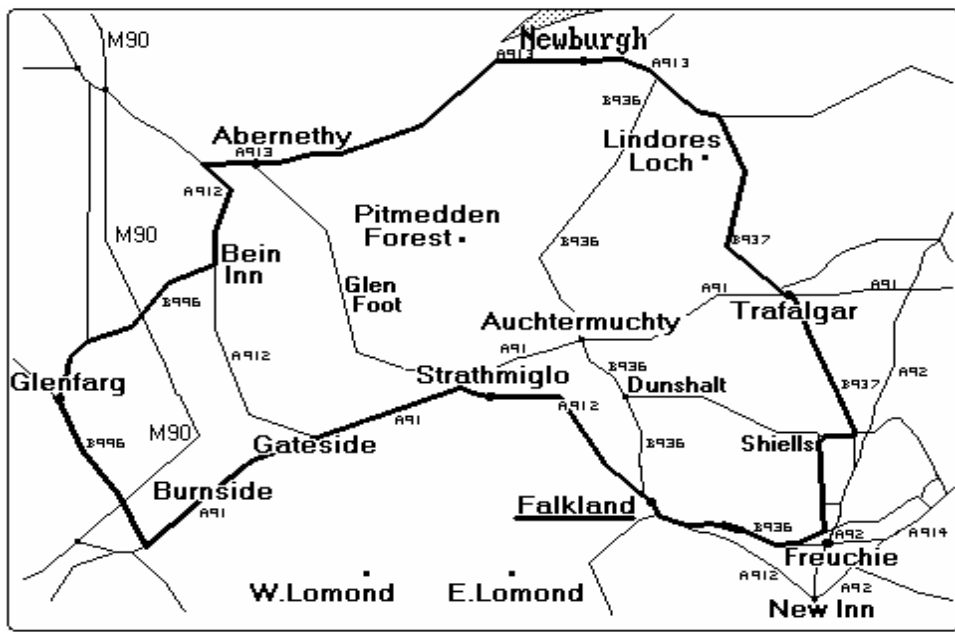 M90
Newburgh
A913
A913
B936
Abernethy
A913
Lindores
Loch
A912
Pitmedden
Forest
M90
Bein
Inn
B936
B937
Glen
Foot
A91
A91
B996
Trafalgar
Auchtermuchty
A91
A912
B936
A92
Glenfarg
Strathmiglo
Dunshalt
B937
A912
A91
M90
B996
Gateside
B936
Shiells
Burnside
Falkland
A91
B936
A92
A914
Freuchie
A912
W.Lomond
E.Lomond
A92
New Inn